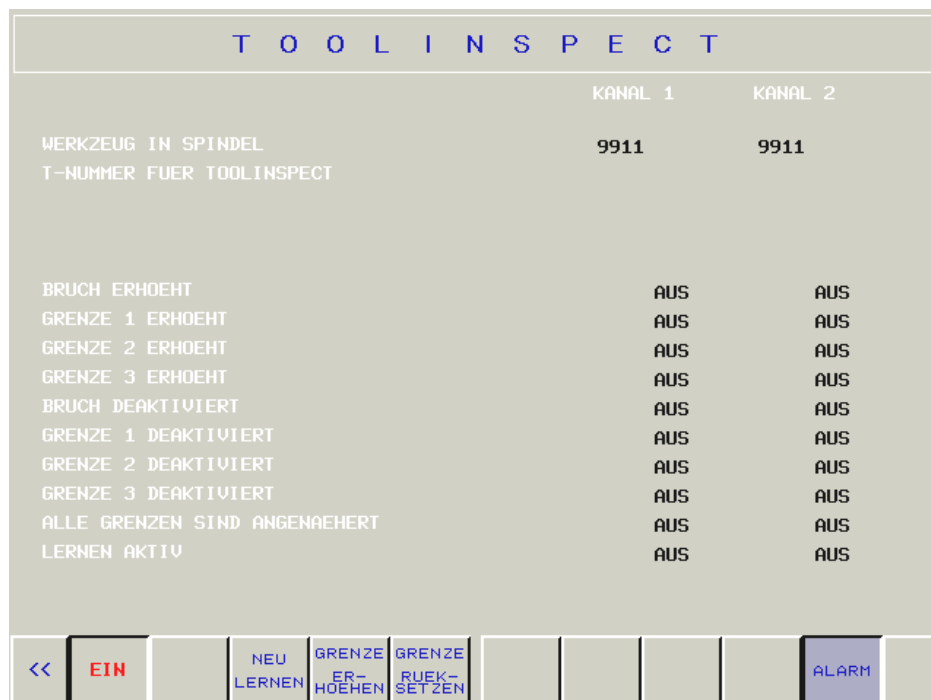 T O O L I N S P E C T
KANAL 1 KANAL 2
WERKZEUG IN SPINDEL 9911 9911
T-NUMMER FUER TOOLINSPECT
BRUCH ERHOEHT AUS AUS
GRENZE 1 ERHOEHT AUS AUS
GRENZE 2 ERHOEHT AUS AUS
GRENZE 3 ERHOEHT AUS AUS
BRUCH DEAKTIVIERT AUS AUS
GRENZE 1 DEAKTIVIERT AUS AUS
GRENZE 2 DEAKTIVIERT AUS AUS
GRENZE 3 DEAKTIVIERT AUS AUS
ALLE GRENZEN SIND ANGENAEHERT AUS AUS
LERNEN AKTIV AUS AUS
<<
EIN
NEU
LERNEN
GRENZE
ER-
HOEHEN
GRENZE
RUEK-
SETZEN
ALARM